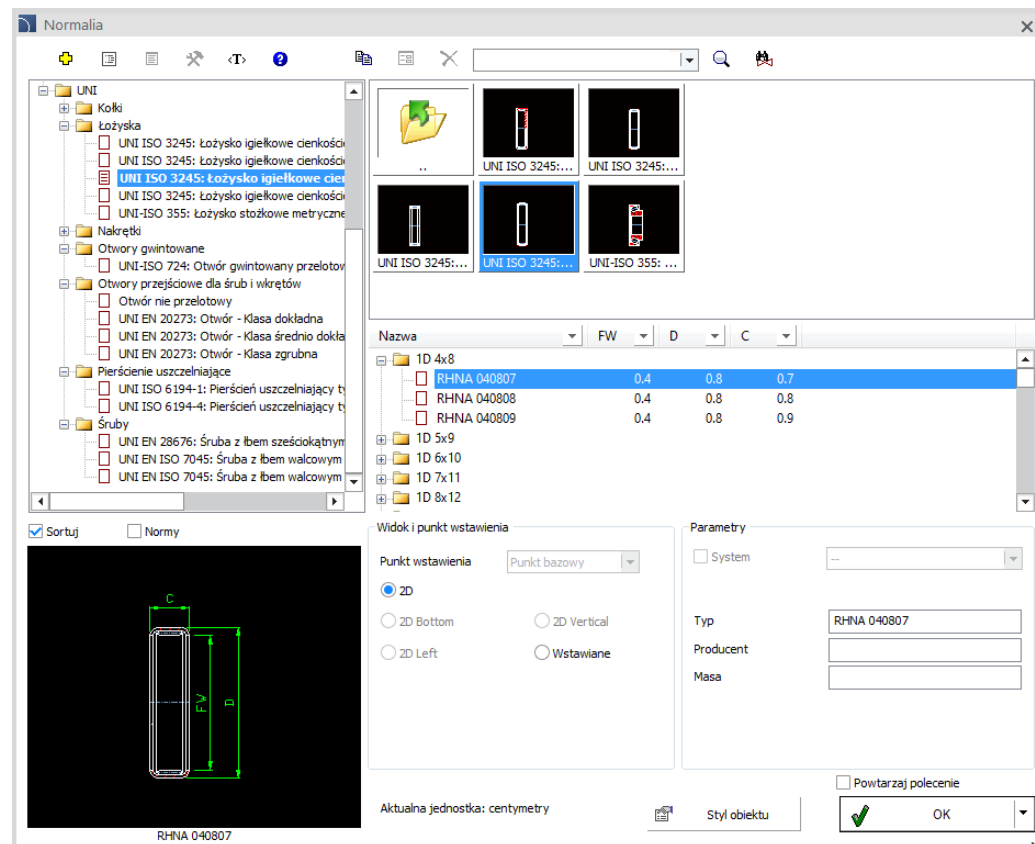 Normalia
<T>
UNI
Kołki
Łożyska
UNI ISO 3245: Łożysko igiełkowe cienkości
UNI ISO 3245: Łożysko igiełkowe cienkości
UNI ISO 3245: Łożysko igiełkowe cier
UNI ISO 3245: Łożysko igiełkowe cienkości
UNI-ISO 355: Łożysko stożkowe metryczne
Nakrętki
Otwory gwintowane
UNI-ISO 724: Otwór gwintowany przelotov
Otwory przejściowe dla śrub i wkrętów
Otwór nie przelotowy
UNI EN 20273: Otwór - Klasa dokładna
UNI EN 20273: Otwór - Klasa średnio dokła
UNI EN 20273: Otwór - Klasa zgrubna
Pierścienie uszczelniające
UNI ISO 6194-1: Pierścień uszczelniający ty
UNI ISO 6194-4: Pierścień uszczelniający ty
Śruby
UNI EN 28676: Śruba z łbem sześciokątnym
UNI EN ISO 7045: Śruba z łbem walcowym
UNI EN ISO 7045: Śruba z łbem walcowym
..
UNI ISO 3245:...
UNI ISO 3245:...
UNI ISO 3245:...
UNI ISO 3245:...
UNI-ISO 355: ...
Nazwa FW D C
1D 4x8
RHNA 040807 0.4 0.8 0.7
RHNA 040808 0.4 0.8 0.8
RHNA 040809 0.4 0.8 0.9
1D 5x9
1D 6x10
1D 7x11
1D 8x12
Sortuj Normy
C
FW
D
RHNA 040807
Widok i punkt wstawienia
Punkt wstawienia Punkt bazowy
2D
2D Bottom 2D Vertical
2D Left Wstawiane
Parametry
System --
Typ RHNA 040807
Producent
Masa
Powtarzaj polecenie
Aktualna jednostka: centymetry
Styl obiektu
OK